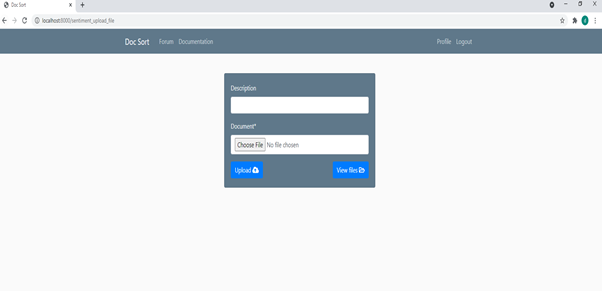 Doc Sort
localhost:8000/sentiment_upload_file
Doc Sort Forum Documentation Profile Logout
Description
Document*
Choose File No file chosen
Upload View files